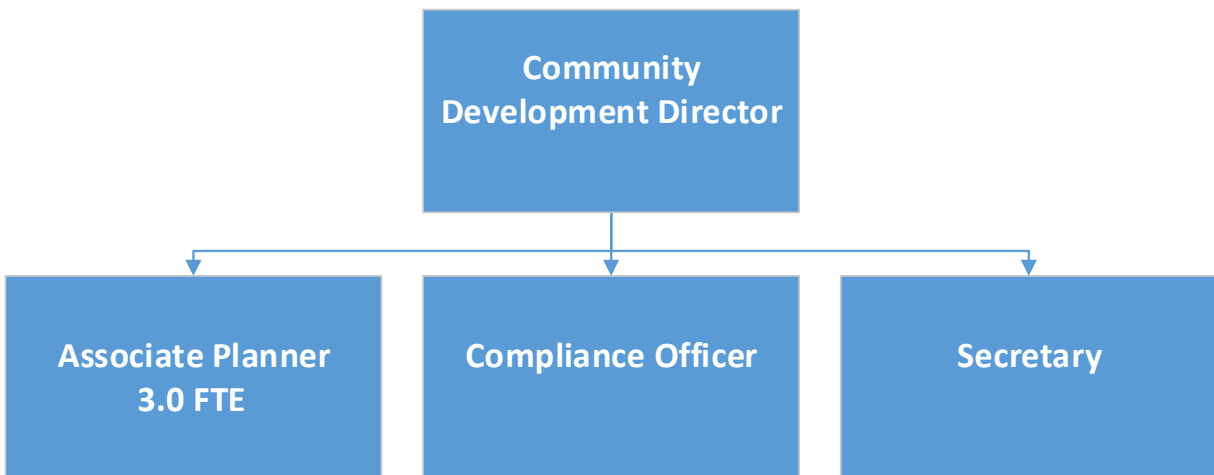 Community
Development Director
Associate Planner
3.0 FTE
Compliance Officer
Secretary